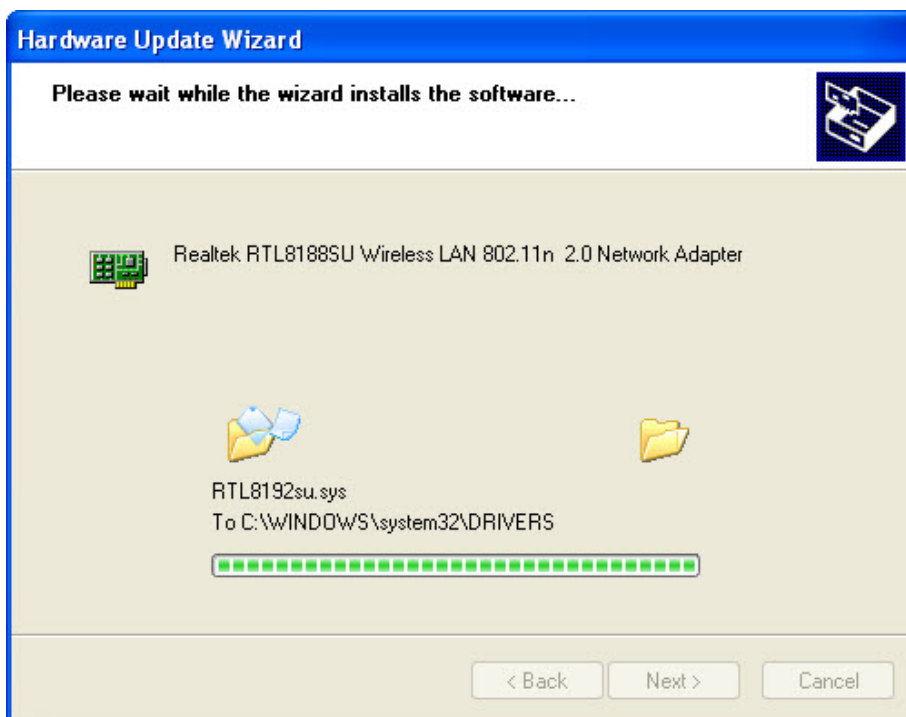 Hardware Update Wizard
Please wait while the wizard installs the software...
Realtek RTL8188SU Wireless LAN 802.11n 2.0 Network Adapter
RTL8192su.sys
To C:\WINDOWS\system32\DRIVERS
< Back
Next >
Cancel